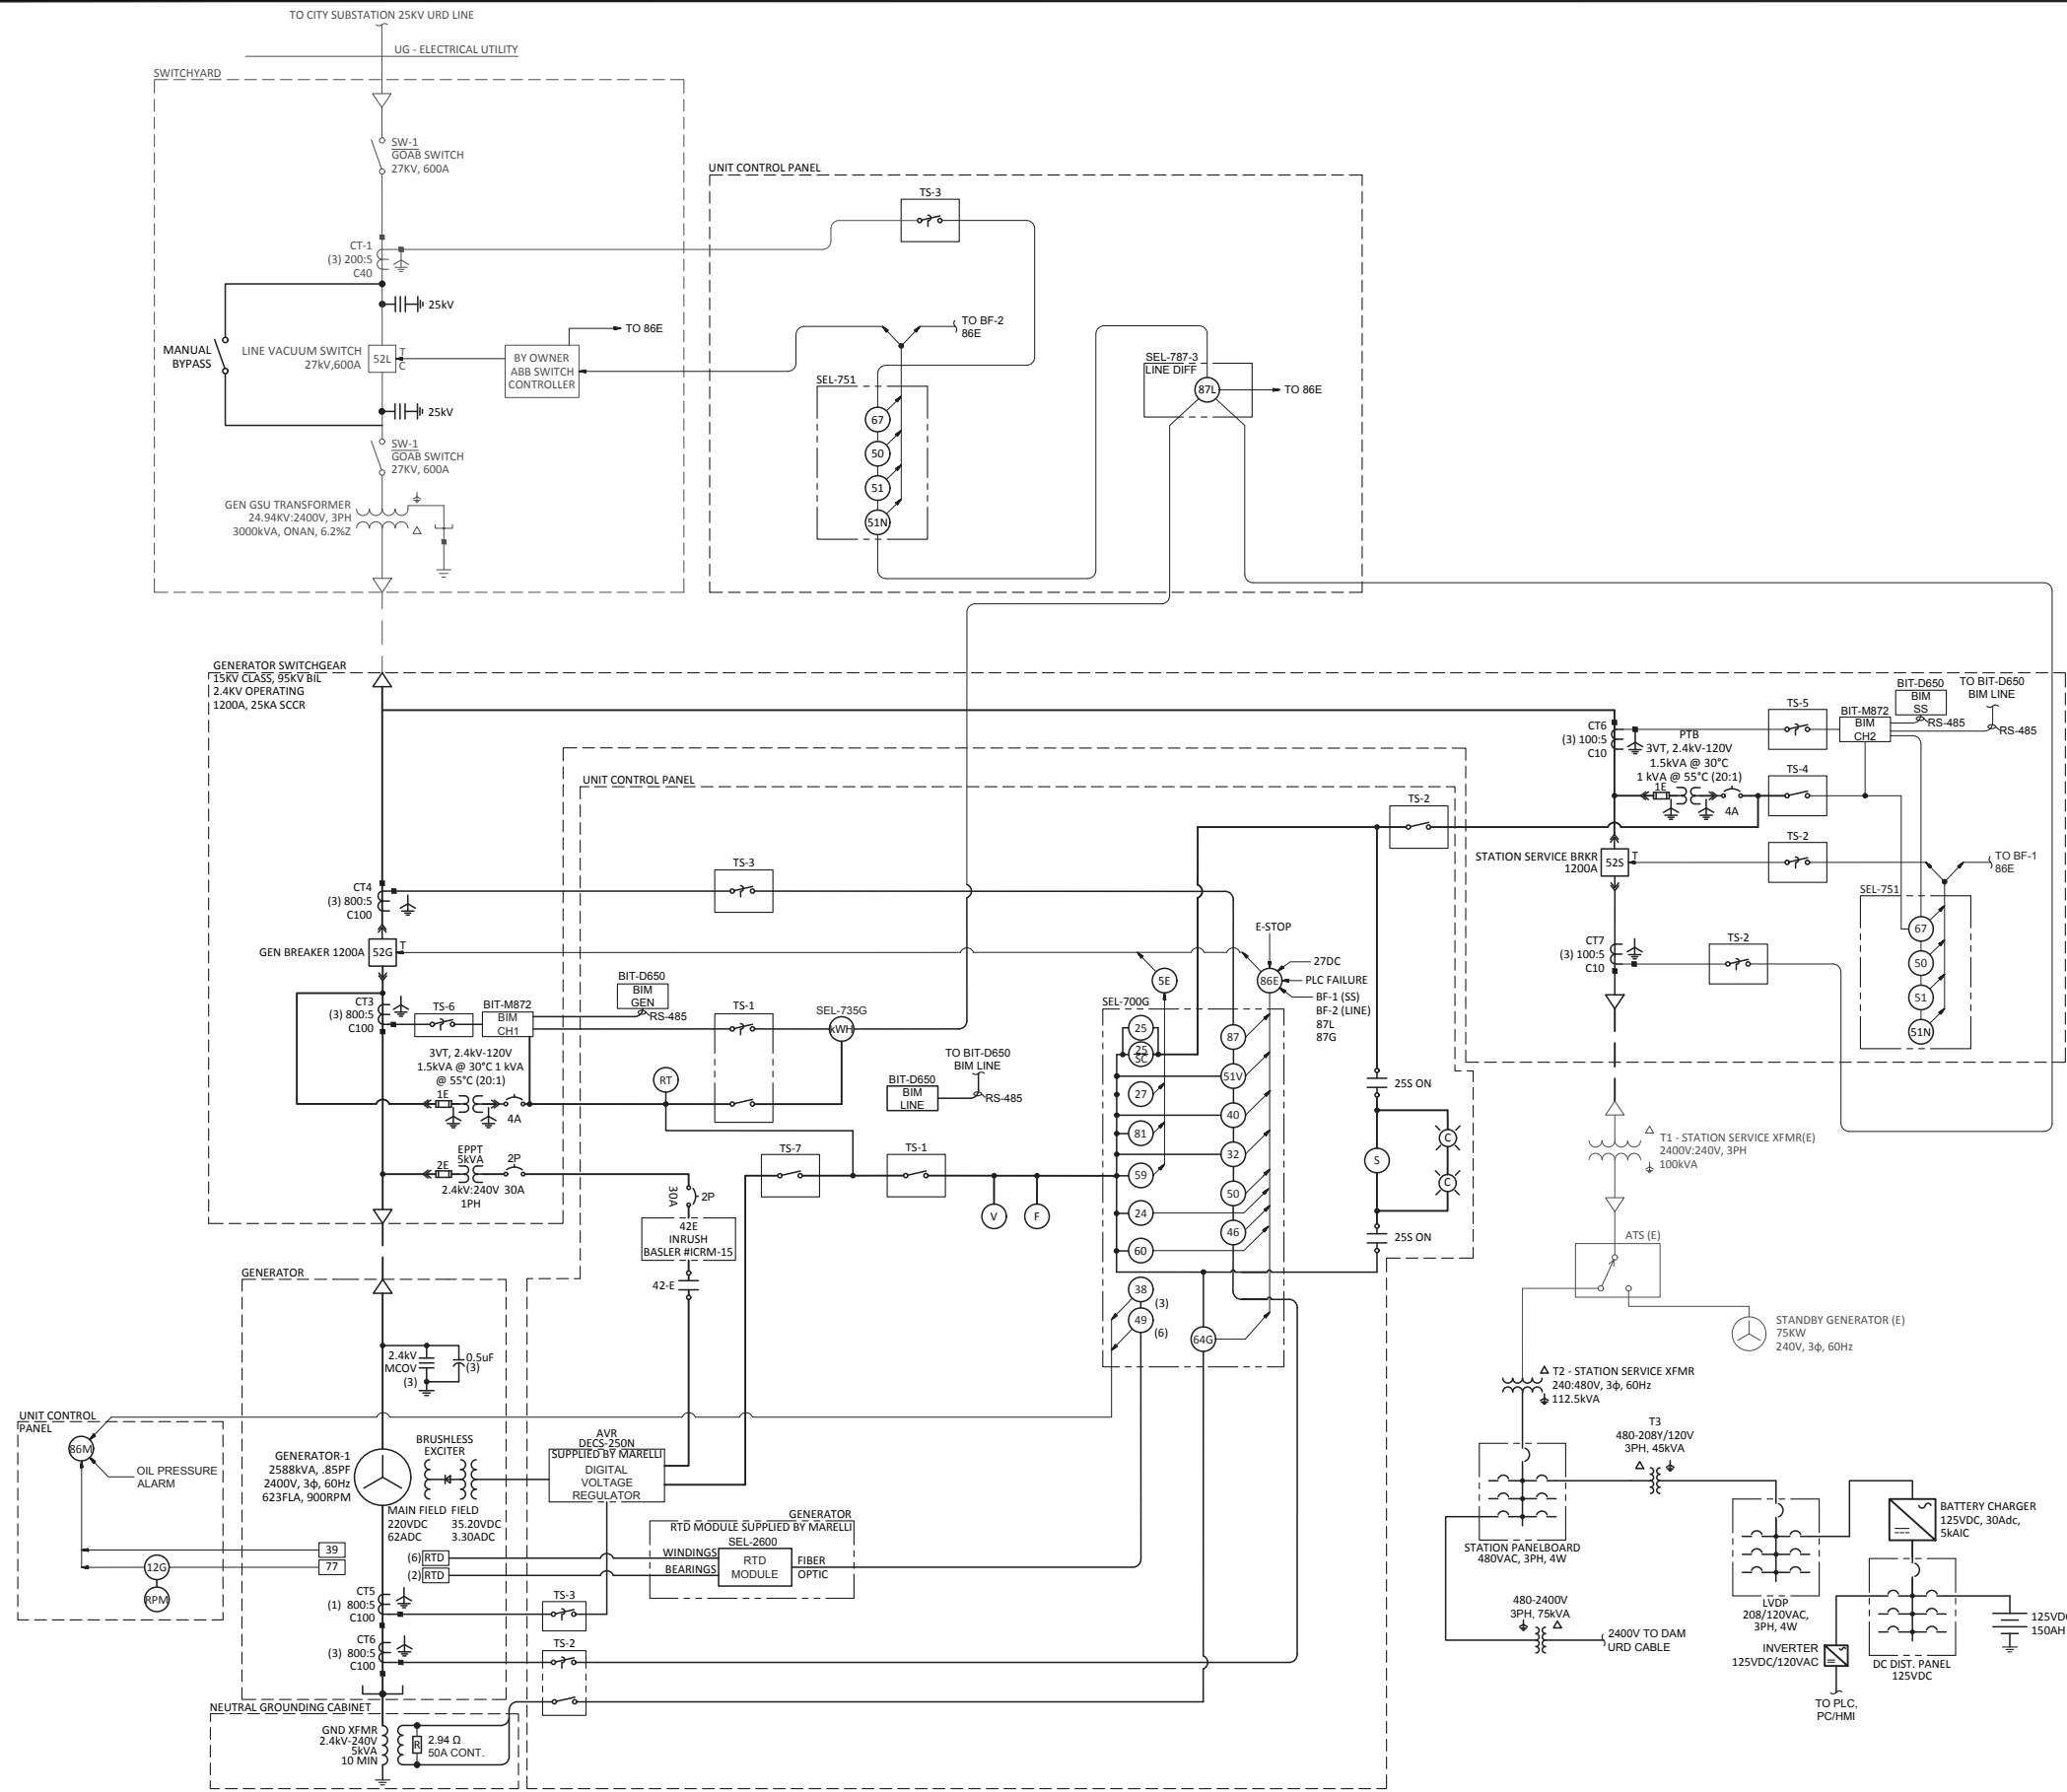 TO CITY SUBSTATION 25KV URD LINE
UG - ELECTRICAL UTILITY
SWITCHYARD
SW-1
GOAB SWITCH
27KV, 600A
CT-1
(3) 200:5
C40
25kV
MANUAL
BYPASS
LINE VACUUM SWITCH
27kV,600A
52L
T
C
BY OWNER
ABB SWITCH
CONTROLLER
TO 86E
25kV
SW-1
GOAB SWITCH
27KV, 600A
GEN GSU TRANSFORMER
24.94KV:2400V, 3PH
3000kVA, ONAN, 6.2%Z
UNIT CONTROL PANEL
TS-3
TO BF-2
86E
SEL-751
67
50
51
51N
SEL-787-3
LINE DIFF
87L
TO 86E
GENERATOR SWITCHGEAR
15KV CLASS, 95KV BIL
2.4KV OPERATING
1200A, 25KA SCCR
UNIT CONTROL PANEL
CT4
(3) 800:5
C100
TS-3
GEN BREAKER 1200A
52G
T
CT3
(3) 800:5
C100
TS-6
BIT-M872
BIM
CH1
BIT-D650
BIM
GEN
RS-485
TS-1
SEL-735G
kWH
3VT, 2.4kV-120V
1.5kVA @ 30°C 1 kVA
@ 55°C (20:1)
1E
4A
RT
BIT-D650
BIM
LINE
TO BIT-D650
BIM LINE
RS-485
EPPT
5kVA
2E
2P
2.4kV:240V
30A
1PH
30A
2P
42E
INRUSH
BASLER #ICRM-15
42-E
TS-7
TS-1
V
F
SEL-700G
5E
86E
E-STOP
27DC
PLC FAILURE
BF-1 (SS)
BF-2 (LINE)
87L
87G
25
25
SC
27
81
59
24
60
38
(3)
49
(6)
87
51V
40
32
50
46
64G
TS-2
25S ON
S
C
C
25S ON
CT6
(3) 100:5
C10
PTB
3VT, 2.4kV-120V
1.5kVA @ 30°C
1 kVA @ 55°C (20:1)
1E
4A
TS-5
BIT-M872
BIM
CH2
BIT-D650
BIM
SS
RS-485
TO BIT-D650
BIM LINE
RS-485
TS-4
STATION SERVICE BRKR
1200A
52S
T
TS-2
TO BF-1
86E
SEL-751
67
50
51
51N
CT7
(3) 100:5
C10
TS-2
T1 - STATION SERVICE XFMR(E)
2400V:240V, 3PH
100kVA
ATS (E)
STANDBY GENERATOR (E)
75KW
240V, 3ф, 60Hz
T2 - STATION SERVICE XFMR
240:480V, 3ф, 60Hz
112.5kVA
STATION PANELBOARD
480VAC, 3PH, 4W
T3
480-208Y/120V
3PH, 45kVA
LVDP
208/120VAC,
3PH, 4W
BATTERY CHARGER
125VDC, 30Adc,
5kAIC
DC DIST. PANEL
125VDC
150AH
INVERTER
125VDC/120VAC
TO PLC,
PC/HMI
480-2400V
3PH, 75kVA
2400V TO DAM
URD CABLE
GENERATOR
2.4kV
MCOV
(3)
0.5uF
(3)
UNIT CONTROL
PANEL
86M
OIL PRESSURE
ALARM
12G
RPM
39
77
GENERATOR-1
2588kVA, .85PF
2400V, 3ф, 60Hz
623FLA, 900RPM
BRUSHLESS
EXCITER
MAIN FIELD
220VDC
62ADC
FIELD
35.20VDC
3.30ADC
AVR
DECS-250N
SUPPLIED BY MARELLI
DIGITAL
VOLTAGE
REGULATOR
GENERATOR
RTD MODULE SUPPLIED BY MARELLI
SEL-2600
WINDINGS
BEARINGS
RTD
MODULE
FIBER
OPTIC
(6) RTD
(2) RTD
CT5
(1) 800:5
C100
TS-3
CT6
(3) 800:5
C100
TS-2
NEUTRAL GROUNDING CABINET
GND XFMR
2.4kV-240V
5kVA
10 MIN
R
2.94 Ω
50A CONT.